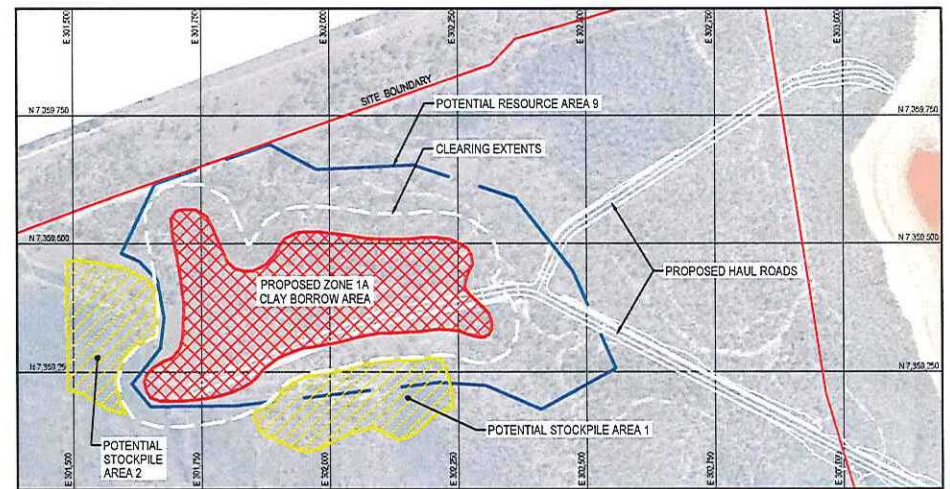 E 301,500
E 301,750
E 302,000
E 302,250
E 302,500
E 302,750
E 303,000
SITE BOUNDARY
POTENTIAL RESOURCE AREA 9
N 7,359,750
N 7,359,750
CLEARING EXTENTS
N 7,359,500
N 7,359,500
PROPOSED HAUL ROADS
PROPOSED ZONE 1A
CLAY BORROW AREA
N 7,359,250
N 7,359,250
POTENTIAL STOCKPILE AREA 1
POTENTIAL
STOCKPILE
AREA 2
E 301,500
E 301,750
E 302,000
E 302,250
E 302,500
E 302,750